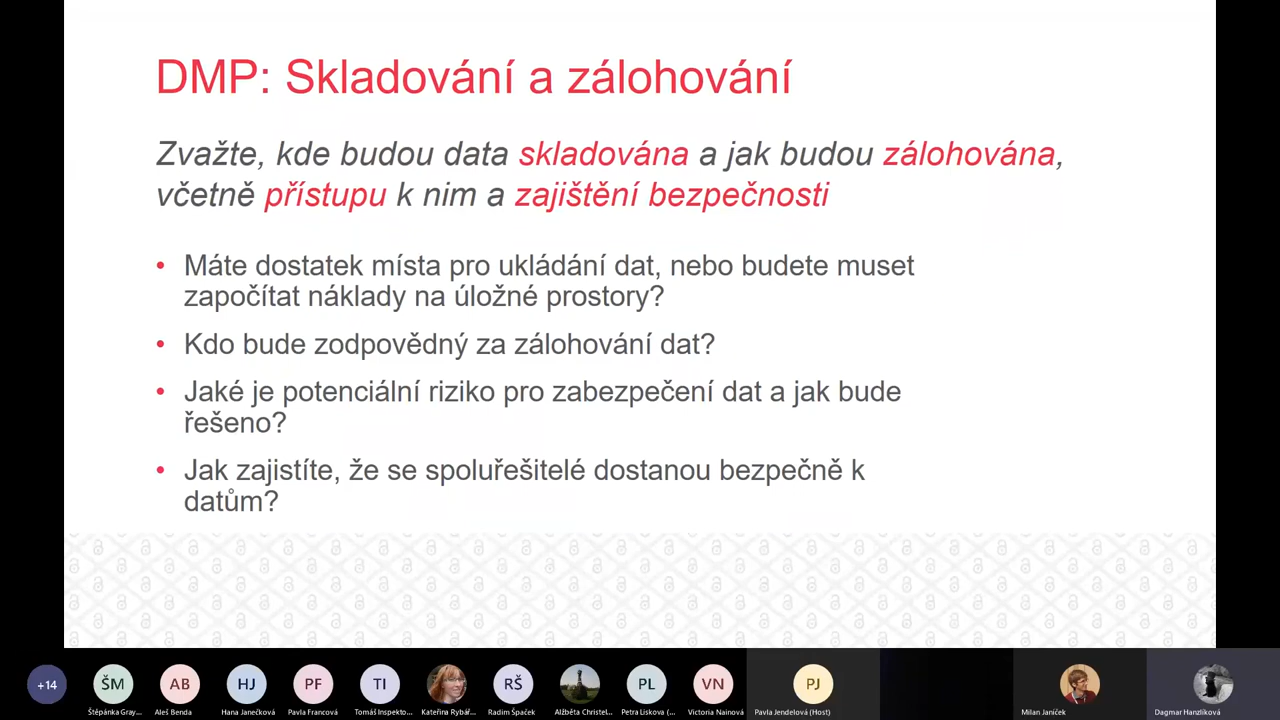 DMP: Skladování a zálohování
Zvažte, kde budou data skladována a jak budou zálohována,
včetně přístupu k nim a zajištění bezpečnosti
• Máte dostatek místa pro ukládání dat, nebo budete muset
započítat náklady na úložné prostory?
• Kdo bude zodpovědný za zálohování dat?
• Jaké je potenciální riziko pro zabezpečení dat a jak bude
řešeno?
• Jak zajistíte, že se spoluřešitelé dostanou bezpečně k
datům?
+14 ŠM AB HJ PF TI RŠ PL VN PJ
Štěpánka Gray... Aleš Benda Hana Janečková Pavla Francová Tomáš Inspekto... Kateřina Rybář... Radim Špaček Alžběta Christel... Petra Liskova (... Victoria Nainová Pavla Jendelová (Host) Milan Janíček Dagmar Hanzlíková